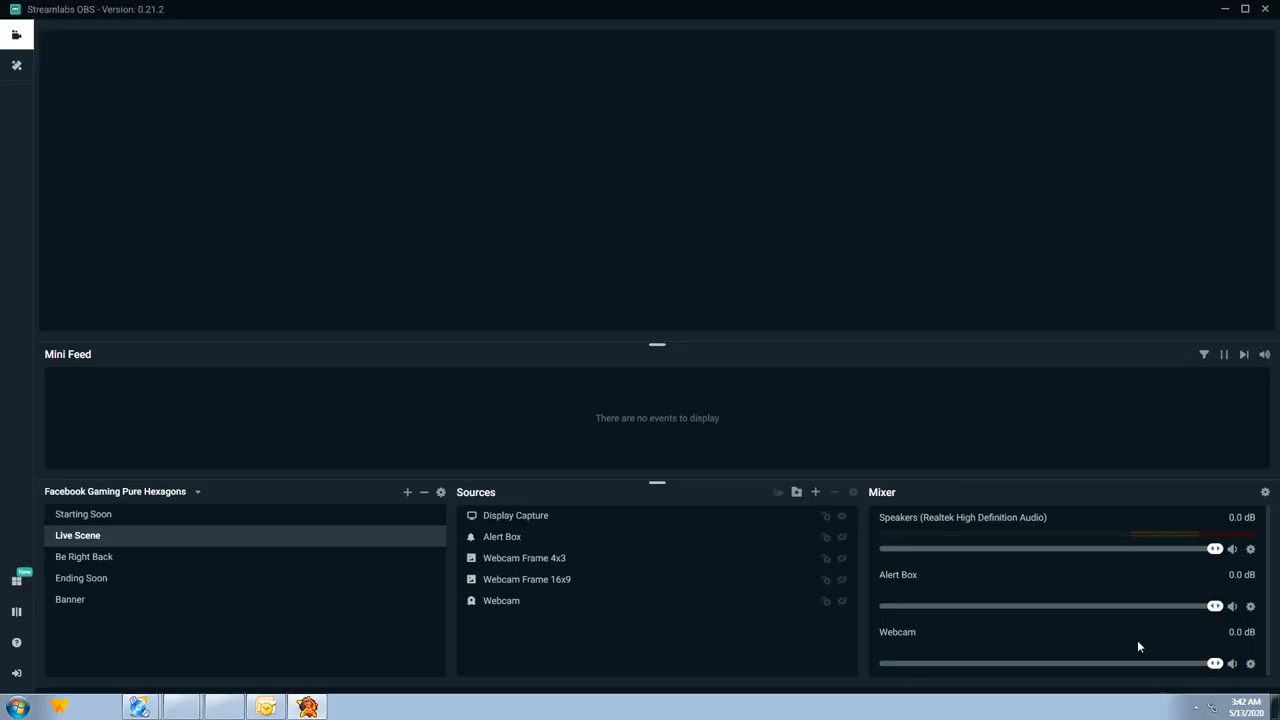 Streamlabs OBS - Version: 0.21.2
Mini Feed
There are no events to display
Facebook Gaming Pure Hexagons
Starting Soon
Live Scene
Be Right Back
Ending Soon
Banner
New
Sources
Display Capture
Alert Box
Webcam Frame 4x3
Webcam Frame 16x9
Webcam
Mixer
Speakers (Realtek High Definition Audio) 0.0 dB
Alert Box 0.0 dB
Webcam 0.0 dB
3:42 AM
5/13/2020